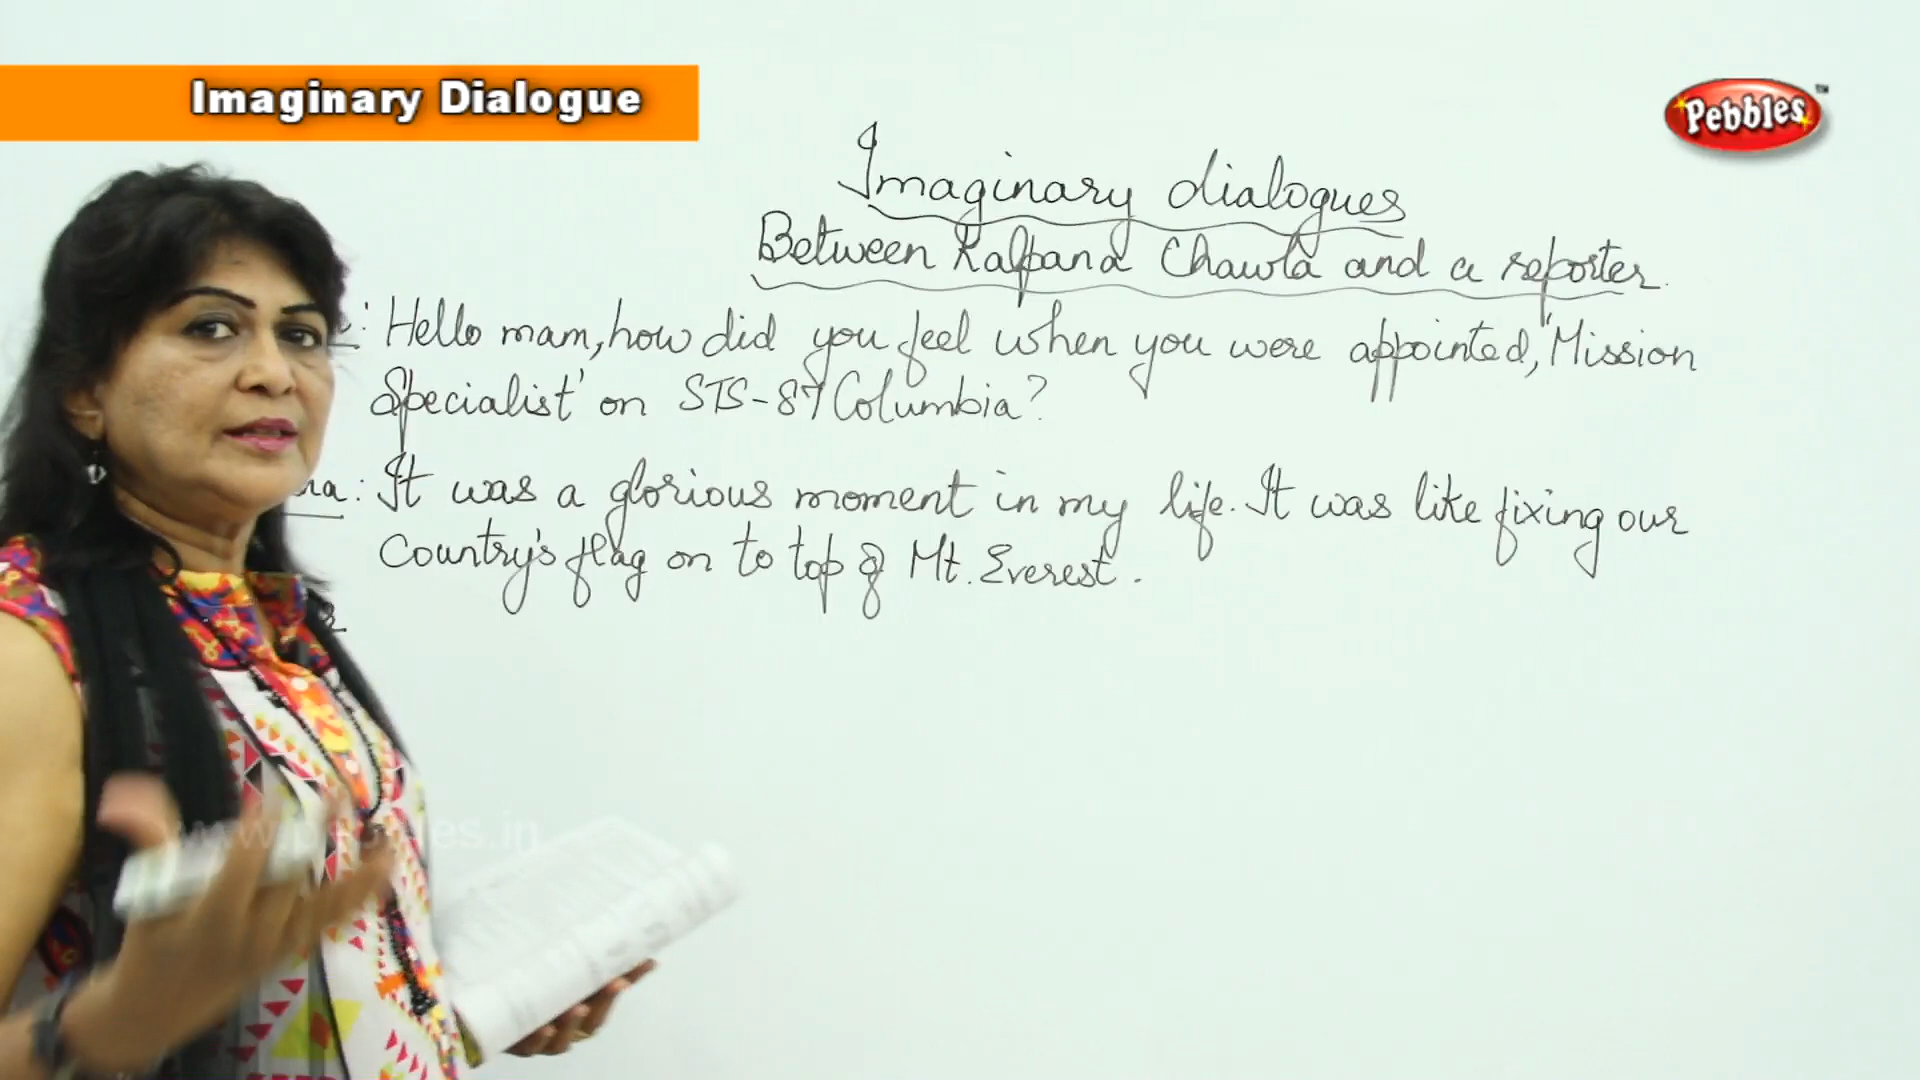 Imaginary Dialogue
Pebbles™
Imaginary dialogues
Between Kalpana Chawla and a reporter.
: Hello mam, how did you feel when you were appointed, "Mission
Specialist" on STS-87 Columbia?
: It was a glorious moment in my life. It was like fixing our
Country's flag on to top of Mt. Everest.